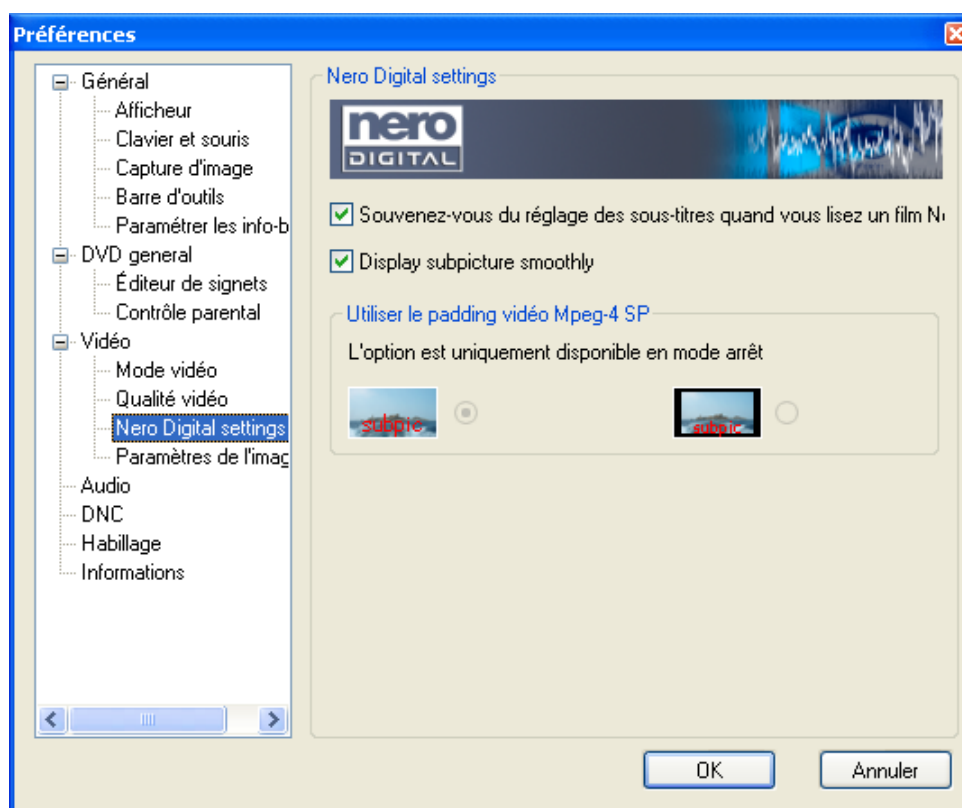 Préférences
Général
Afficheur
Clavier et souris
Capture d'image
Barre d'outils
Paramétrer les info-b
DVD general
Éditeur de signets
Contrôle parental
Vidéo
Mode vidéo
Qualité vidéo
Nero Digital settings
Paramètres de l'imag
Audio
DNC
Habillage
Informations
Nero Digital settings
nero
DIGITAL
Souvenez-vous du réglage des sous-titres quand vous lisez un film N
Display subpicture smoothly
Utiliser le padding vidéo Mpeg-4 SP
L'option est uniquement disponible en mode arrêt
subpic
subpic
OK
Annuler